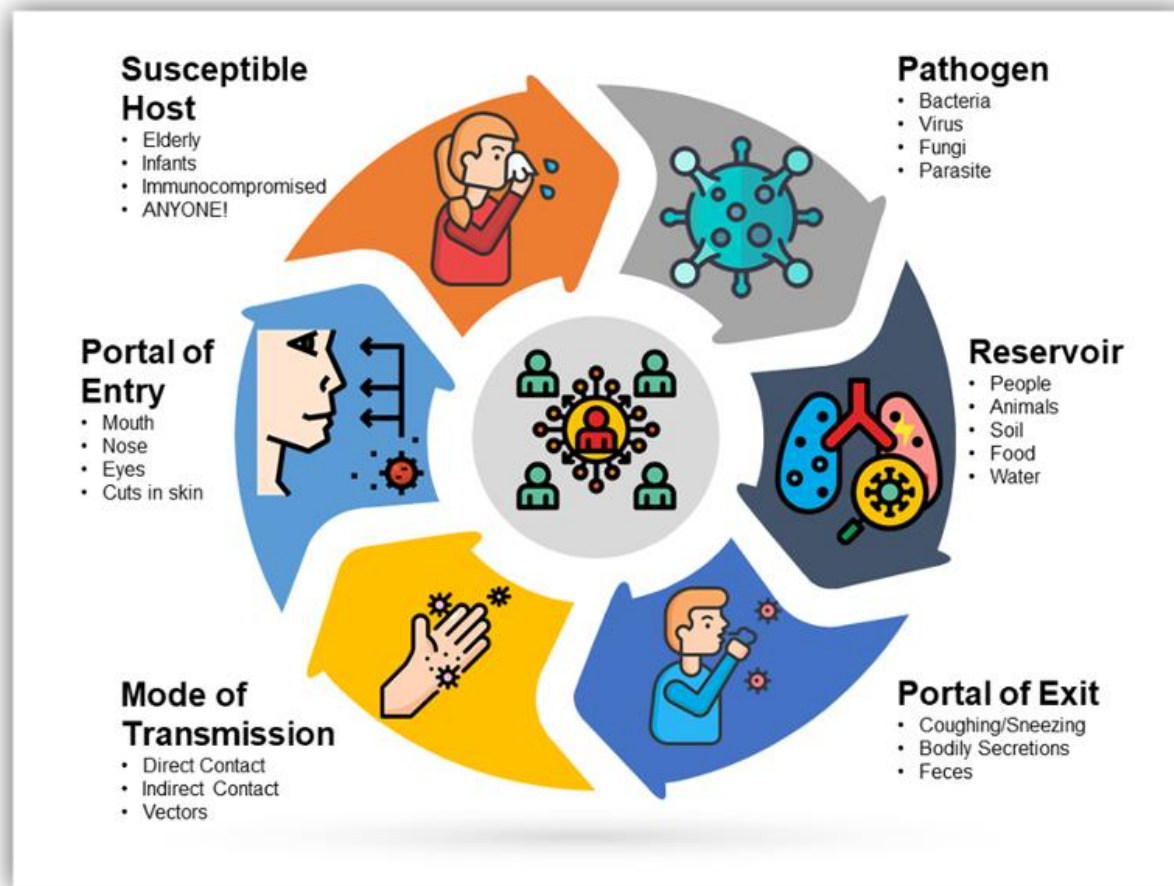 Susceptible
Host
• Elderly
• Infants
• Immunocompromised
• ANYONE!
Pathogen
• Bacteria
• Virus
• Fungi
• Parasite
Reservoir
• People
• Animals
• Soil
• Food
• Water
Portal of Exit
• Coughing/Sneezing
• Bodily Secretions
• Feces
Mode of
Transmission
• Direct Contact
• Indirect Contact
• Vectors
Portal of
Entry
• Mouth
• Nose
• Eyes
• Cuts in skin